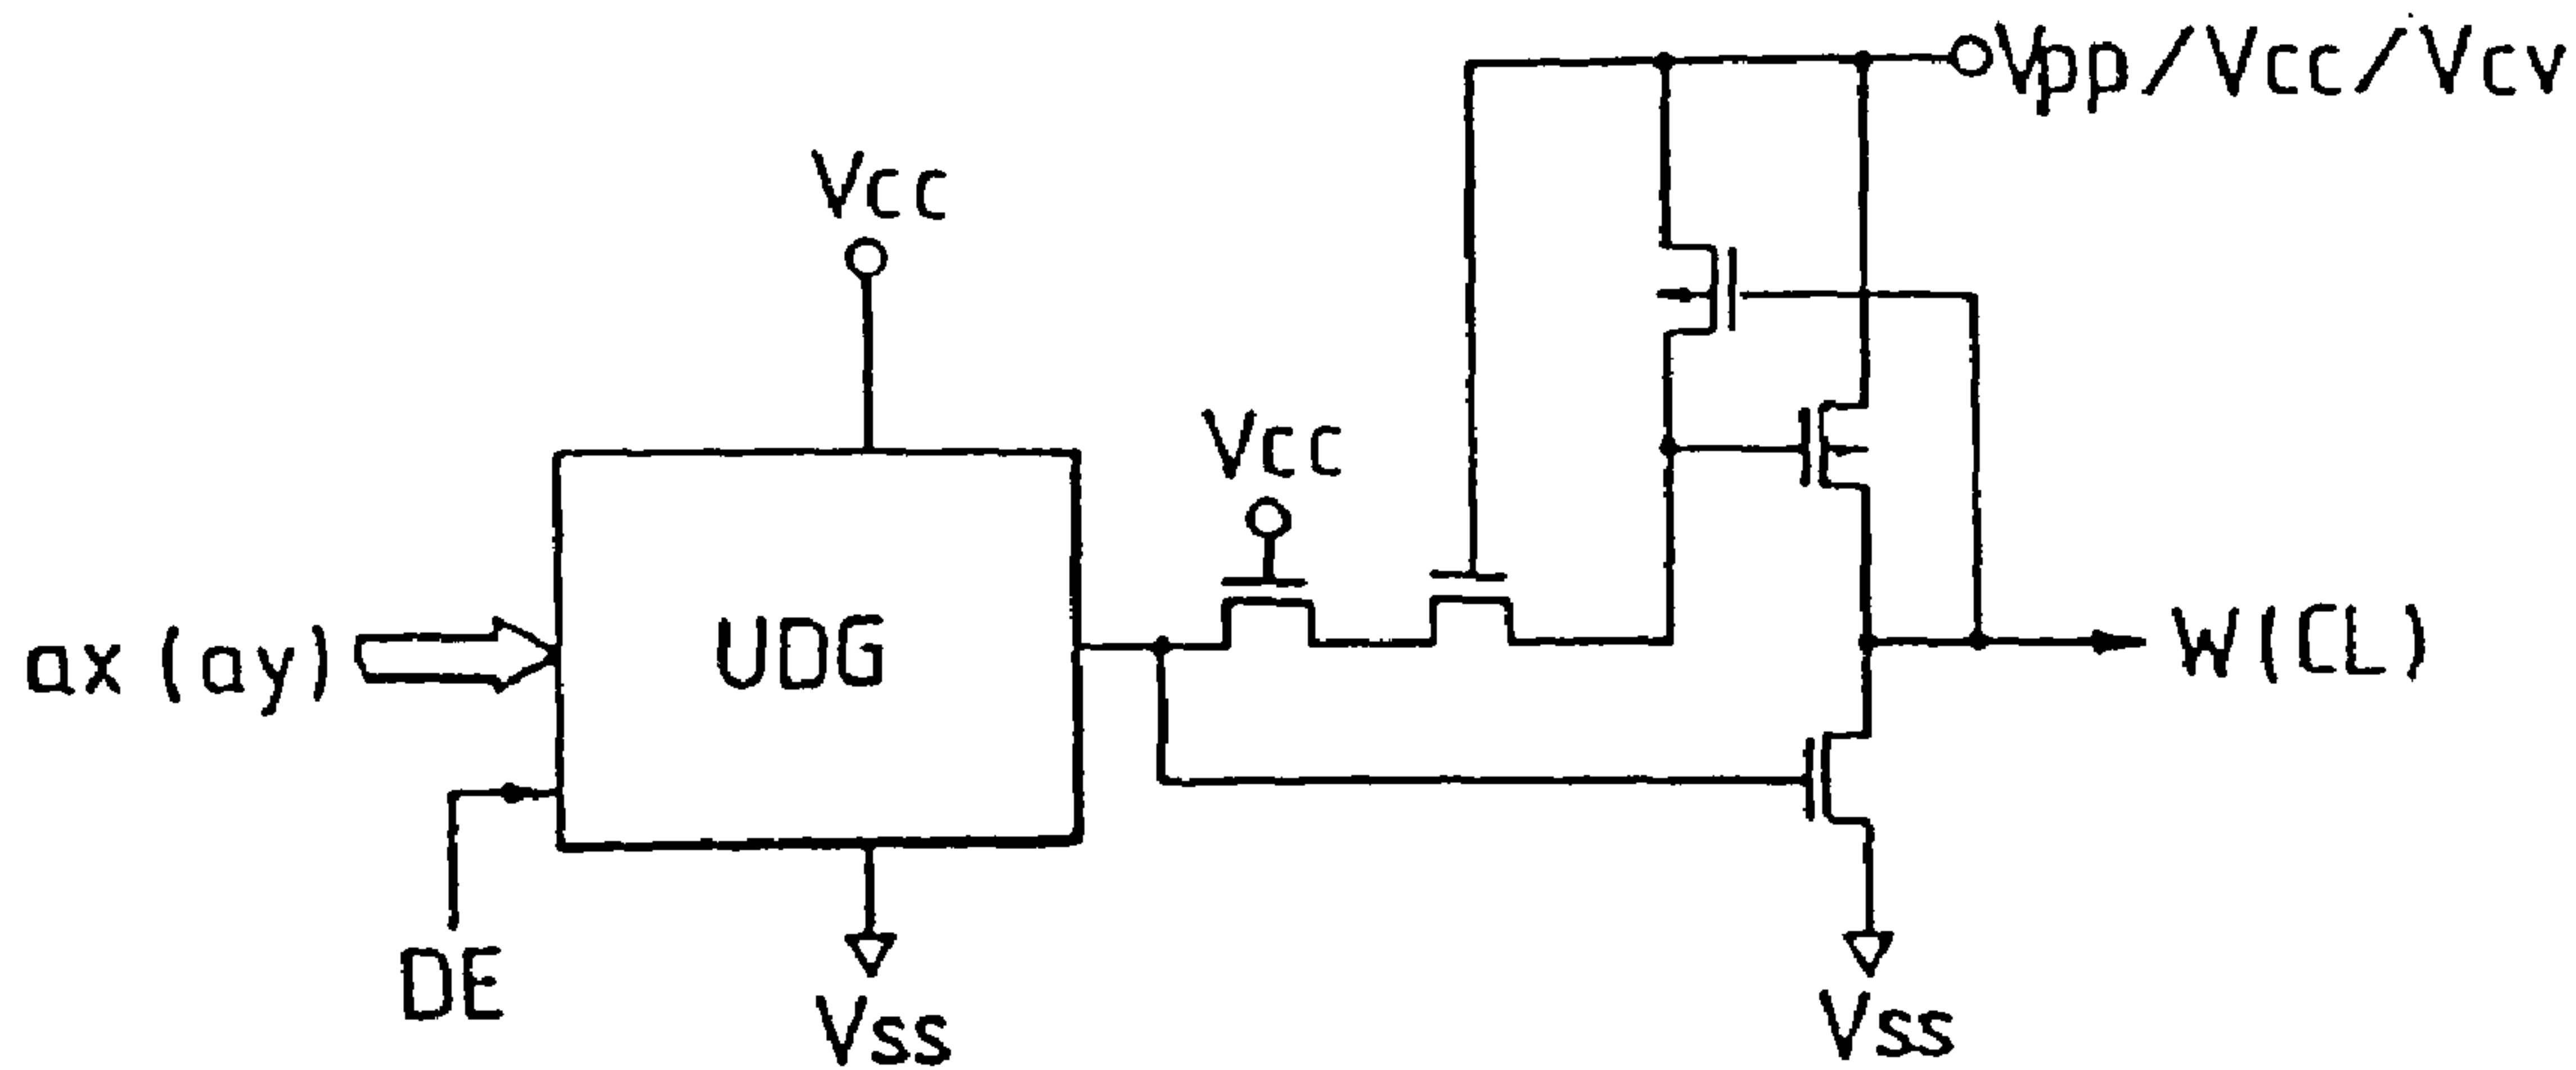 Vpp/Vcc/Vcv
Vcc
Vcc
ax (ay)
UDG
W(CL)
DE
Vss
Vss